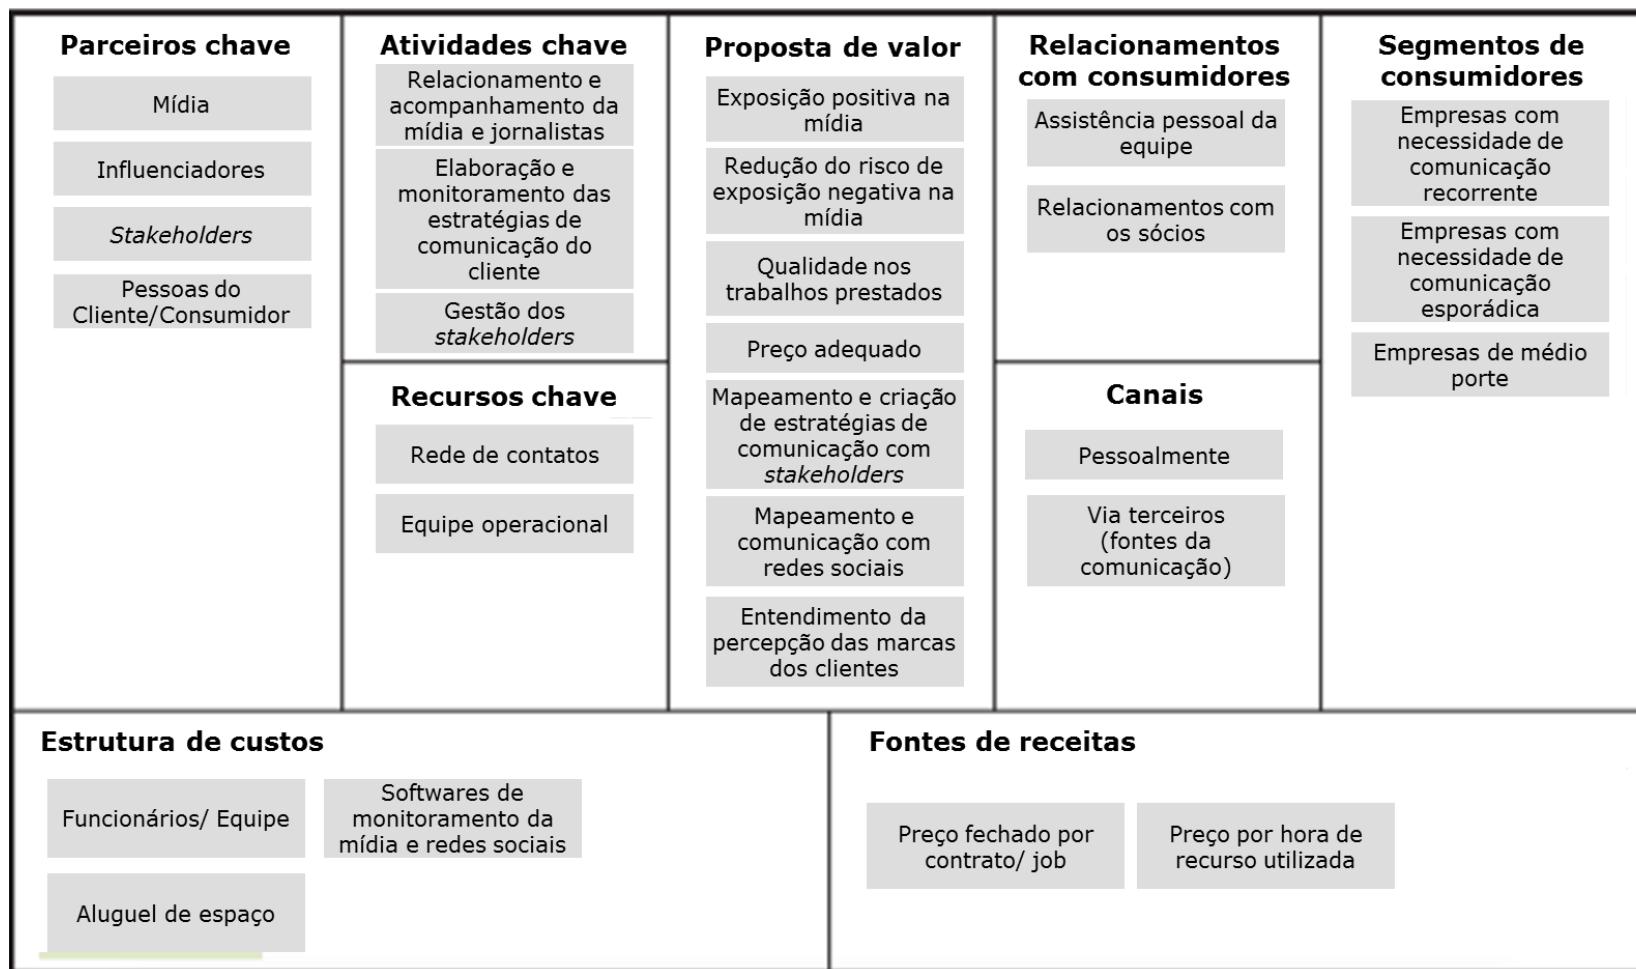 Parceiros chave
Mídia
Influenciadores
Stakeholders
Pessoas do
Cliente/Consumidor
Atividades chave
Relacionamento e
acompanhamento da
mídia e jornalistas
Elaboração e
monitoramento das
estratégias de
comunicação do
cliente
Gestão dos
stakeholders
Recursos chave
Rede de contatos
Equipe operacional
Proposta de valor
Exposição positiva na
mídia
Redução do risco de
exposição negativa na
mídia
Qualidade nos
trabalhos prestados
Preço adequado
Mapeamento e criação
de estratégias de
comunicação com
stakeholders
Mapeamento e
comunicação com
redes sociais
Entendimento da
percepção das marcas
dos clientes
Relacionamentos
com consumidores
Assistência pessoal da
equipe
Relacionamentos com
os sócios
Canais
Pessoalmente
Via terceiros
(fontes da
comunicação)
Segmentos de
consumidores
Empresas com
necessidade de
comunicação
recorrente
Empresas com
necessidade de
comunicação
esporádica
Empresas de médio
porte
Estrutura de custos
Funcionários/ Equipe
Softwares de
monitoramento da
mídia e redes sociais
Aluguel de espaço
Fontes de receitas
Preço fechado por
contrato/ job
Preço por hora de
recurso utilizada